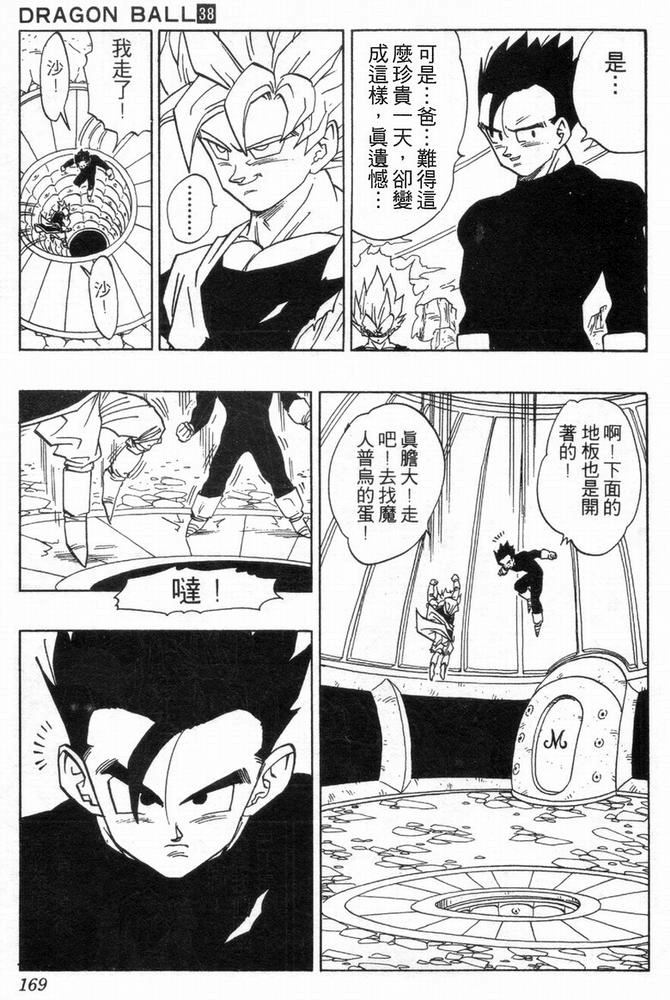 DRAGON BALL 38
是…
可是…爸…難得這
麼珍貴一天，卻變
成這樣，眞遺憾…
………
我走了！
沙！
沙！
啊！下面的
地板也是開
著的！
眞膽大！走
吧！去找魔
人普烏的蛋！
M
噠！
169